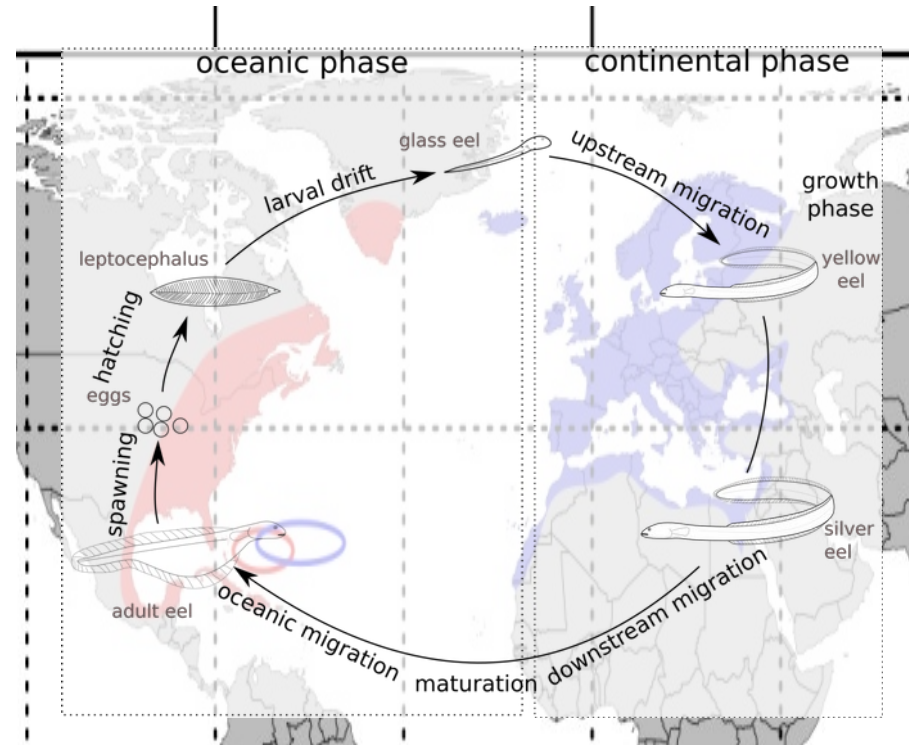 oceanic phase
continental phase
glass eel
upstream migration
larval drift
growth
phase
leptocephalus
yellow
eel
hatching
eggs
spawning
silver
eel
adult eel
oceanic migration
maturation
downstream migration